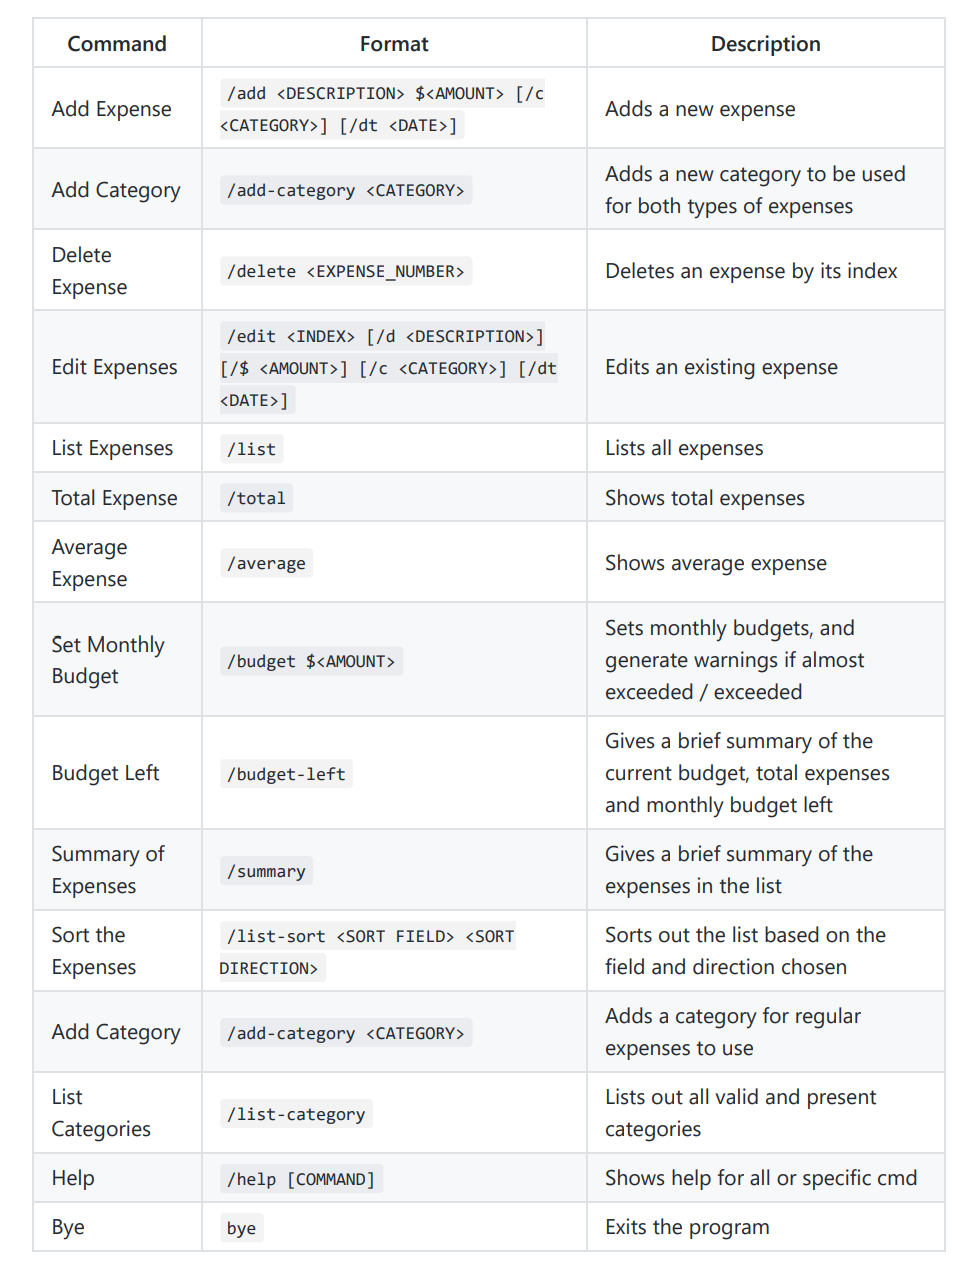 Command Format Description
Add Expense
/add <DESCRIPTION> $<AMOUNT> [/c
<CATEGORY>] [/dt <DATE>]
Adds a new expense
Add Category
/add-category <CATEGORY>
Adds a new category to be used
for both types of expenses
Delete
Expense
/delete <EXPENSE_NUMBER>
Deletes an expense by its index
Edit Expenses
/edit <INDEX> [/d <DESCRIPTION>]
[/$ <AMOUNT>] [/c <CATEGORY>] [/dt
<DATE>]
Edits an existing expense
List Expenses
/list
Lists all expenses
Total Expense
/total
Shows total expenses
Average
Expense
/average
Shows average expense
Set Monthly
Budget
/budget $<AMOUNT>
Sets monthly budgets, and
generate warnings if almost
exceeded / exceeded
Budget Left
/budget-left
Gives a brief summary of the
current budget, total expenses
and monthly budget left
Summary of
Expenses
/summary
Gives a brief summary of the
expenses in the list
Sort the
Expenses
/list-sort <SORT FIELD> <SORT
DIRECTION>
Sorts out the list based on the
field and direction chosen
Add Category
/add-category <CATEGORY>
Adds a category for regular
expenses to use
List
Categories
/list-category
Lists out all valid and present
categories
Help
/help [COMMAND]
Shows help for all or specific cmd
Bye
bye
Exits the program